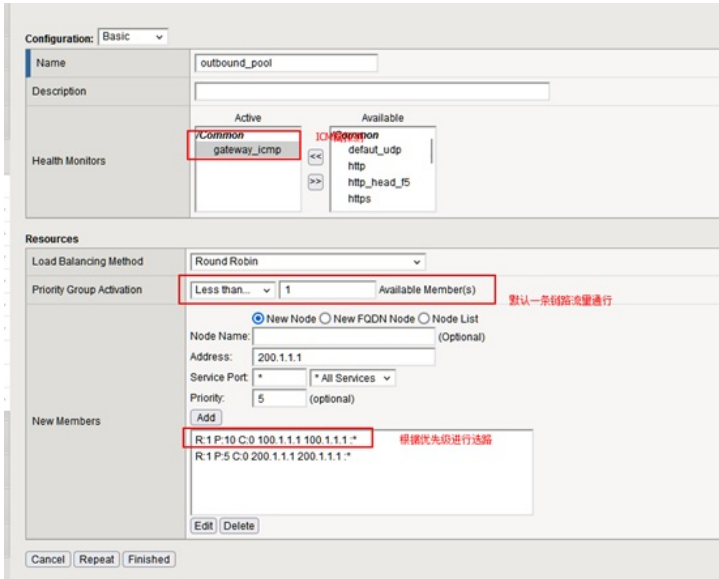 Configuration: Basic
Name outbound_pool
Description
Active Available
/Common /Common
gateway_icmp defaut_udp
Health Monitors << http
>> http_head_f5
https
Resources
Load Balancing Method Round Robin
Priority Group Activation Less than... 1 Available Member(s)
默认一条链路流量通行
New Node New FQDN Node Node List
Node Name: (Optional)
Address: 200.1.1.1
Service Port: * * All Services
Priority: 5 (optional)
New Members Add
R:1 P:10 C:0 100.1.1.1 100.1.1.1 :* 根据优先级进行选路
R:1 P:5 C:0 200.1.1.1 200.1.1.1 :*
Edit Delete
Cancel Repeat Finished